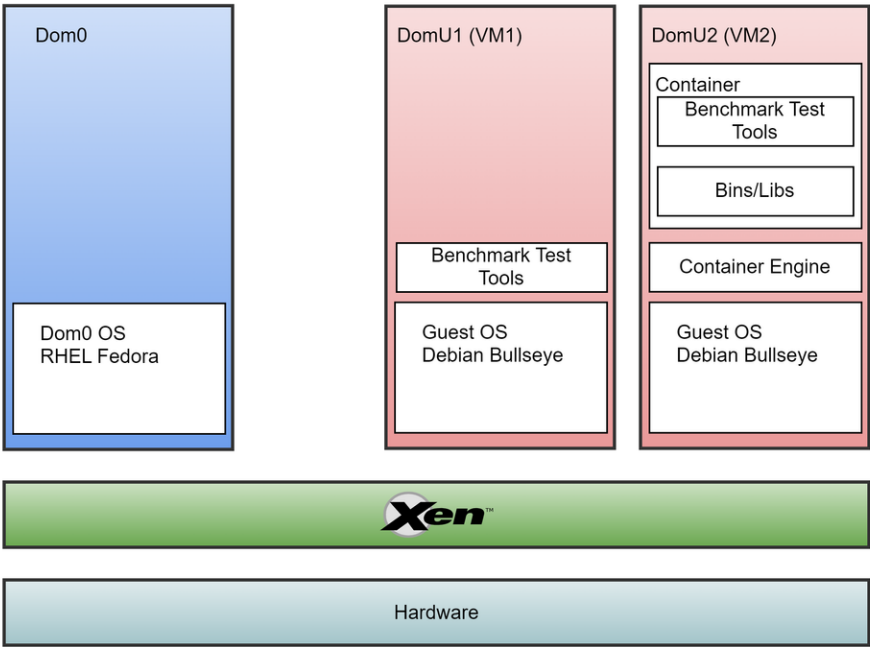 Dom0
Dom0 OS
RHEL Fedora
DomU1 (VM1)
Benchmark Test
Tools
Guest OS
Debian Bullseye
DomU2 (VM2)
Container
Benchmark Test
Tools
Bins/Libs
Container Engine
Guest OS
Debian Bullseye
Xen™
Hardware